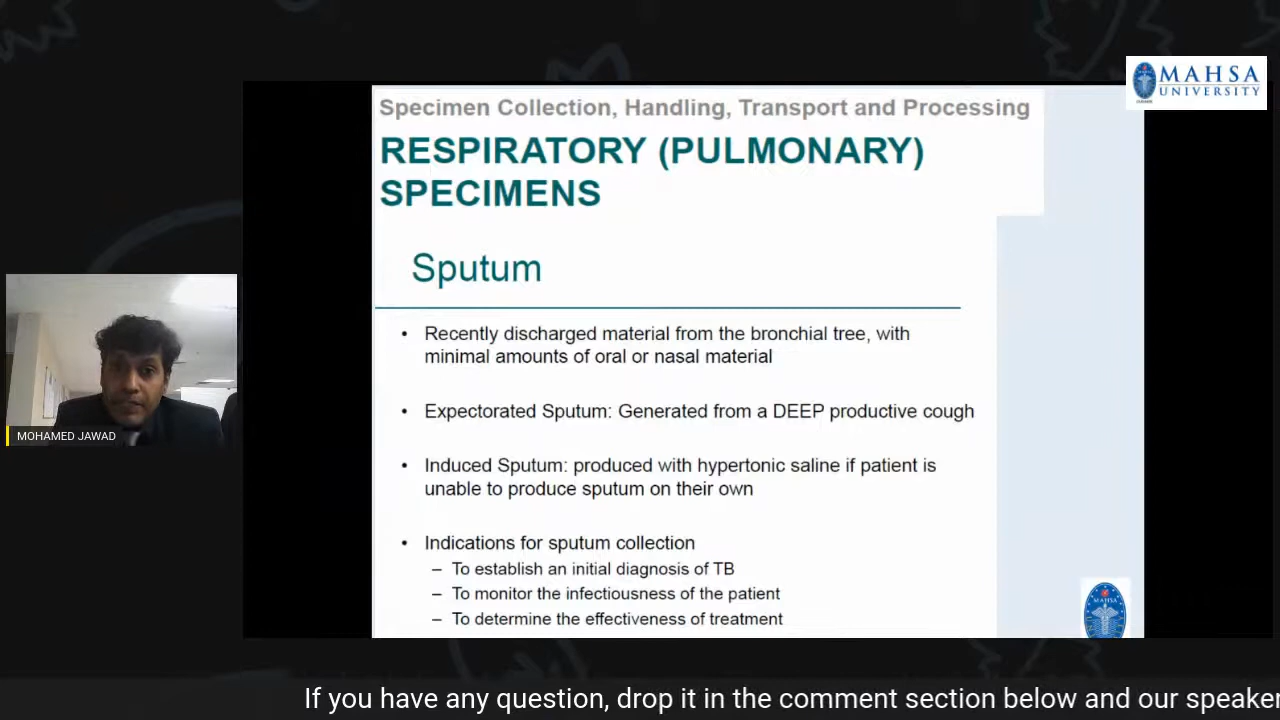 MAHSA
UNIVERSITY
Specimen Collection, Handling, Transport and Processing
RESPIRATORY (PULMONARY)
SPECIMENS
Sputum
• Recently discharged material from the bronchial tree, with
minimal amounts of oral or nasal material
• Expectorated Sputum: Generated from a DEEP productive cough
• Induced Sputum: produced with hypertonic saline if patient is
unable to produce sputum on their own
• Indications for sputum collection
– To establish an initial diagnosis of TB
– To monitor the infectiousness of the patient
– To determine the effectiveness of treatment
MOHAMED JAWAD
MAHSA
If you have any question, drop it in the comment section below and our speaker